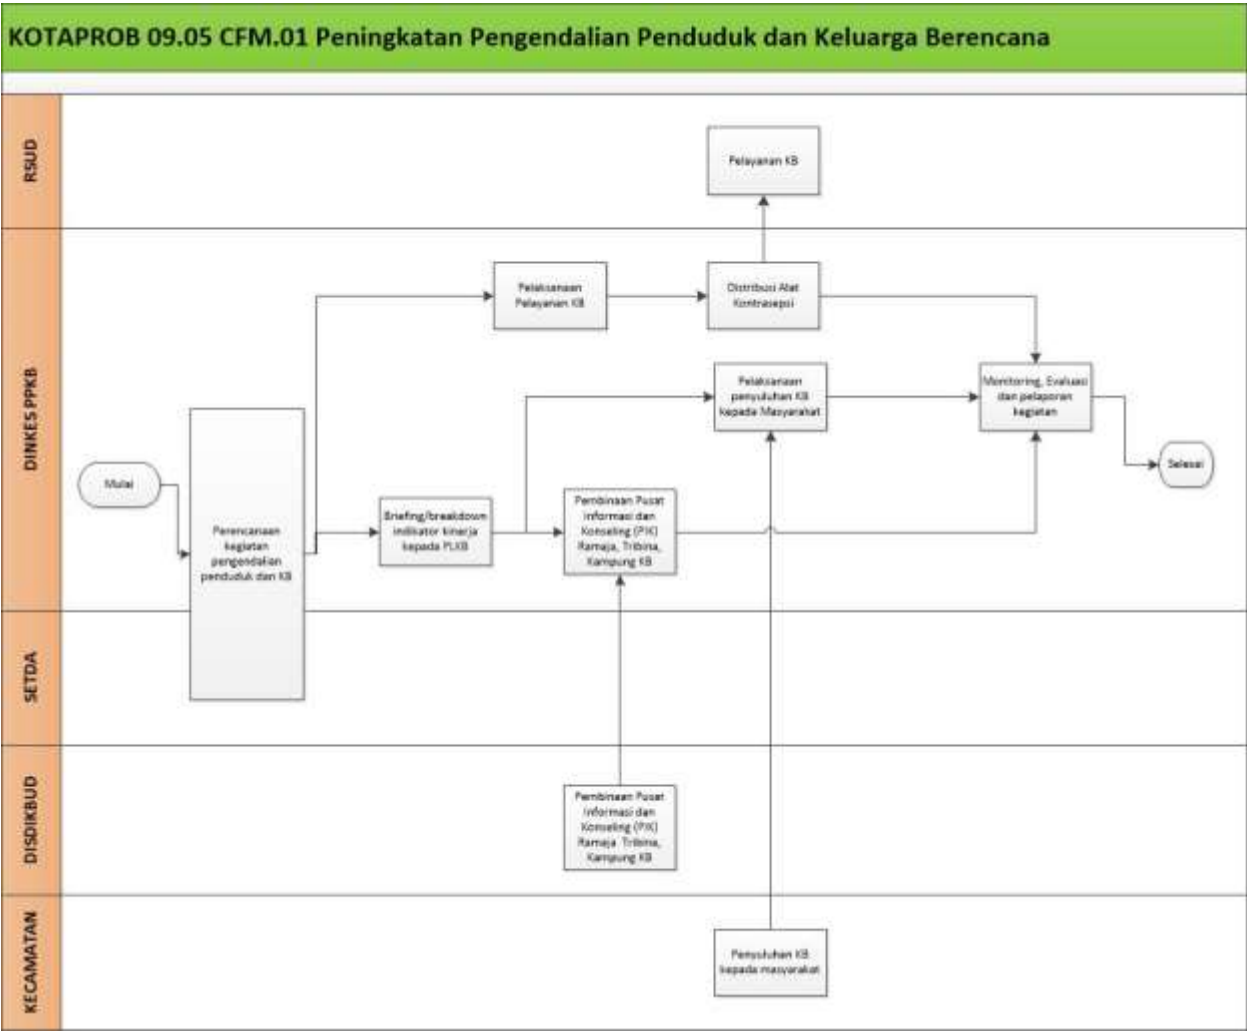 KOTAPROB 09.05 CFM.01 Peningkatan Pengendalian Penduduk dan Keluarga Berencana
RSUD
Pelayanan KB
DINKES PPKB
Pelaksanaan
Pelayanan KB
Distribusi Alat
Kontrasepsi
Pelaksanaan
penyuluhan KB
kepada Masyarakat
Monitoring, Evaluasi
dan pelaporan
kegiatan
Mulai
Selesai
Perencanaan
kegiatan
pengendalian
penduduk dan KB
Briefing/breakdown
indikator kinerja
kepada PLKB
Pembinaan Pusat
Informasi dan
Konseling (PIK)
Ramaja, Tribina,
Kampung KB
SETDA
DISDIKBUD
Pembinaan Pusat
Informasi dan
Konseling (PIK)
Ramaja Tribina,
Kampung KB
KECAMATAN
Penyuluhan KB
kepada masyarakat